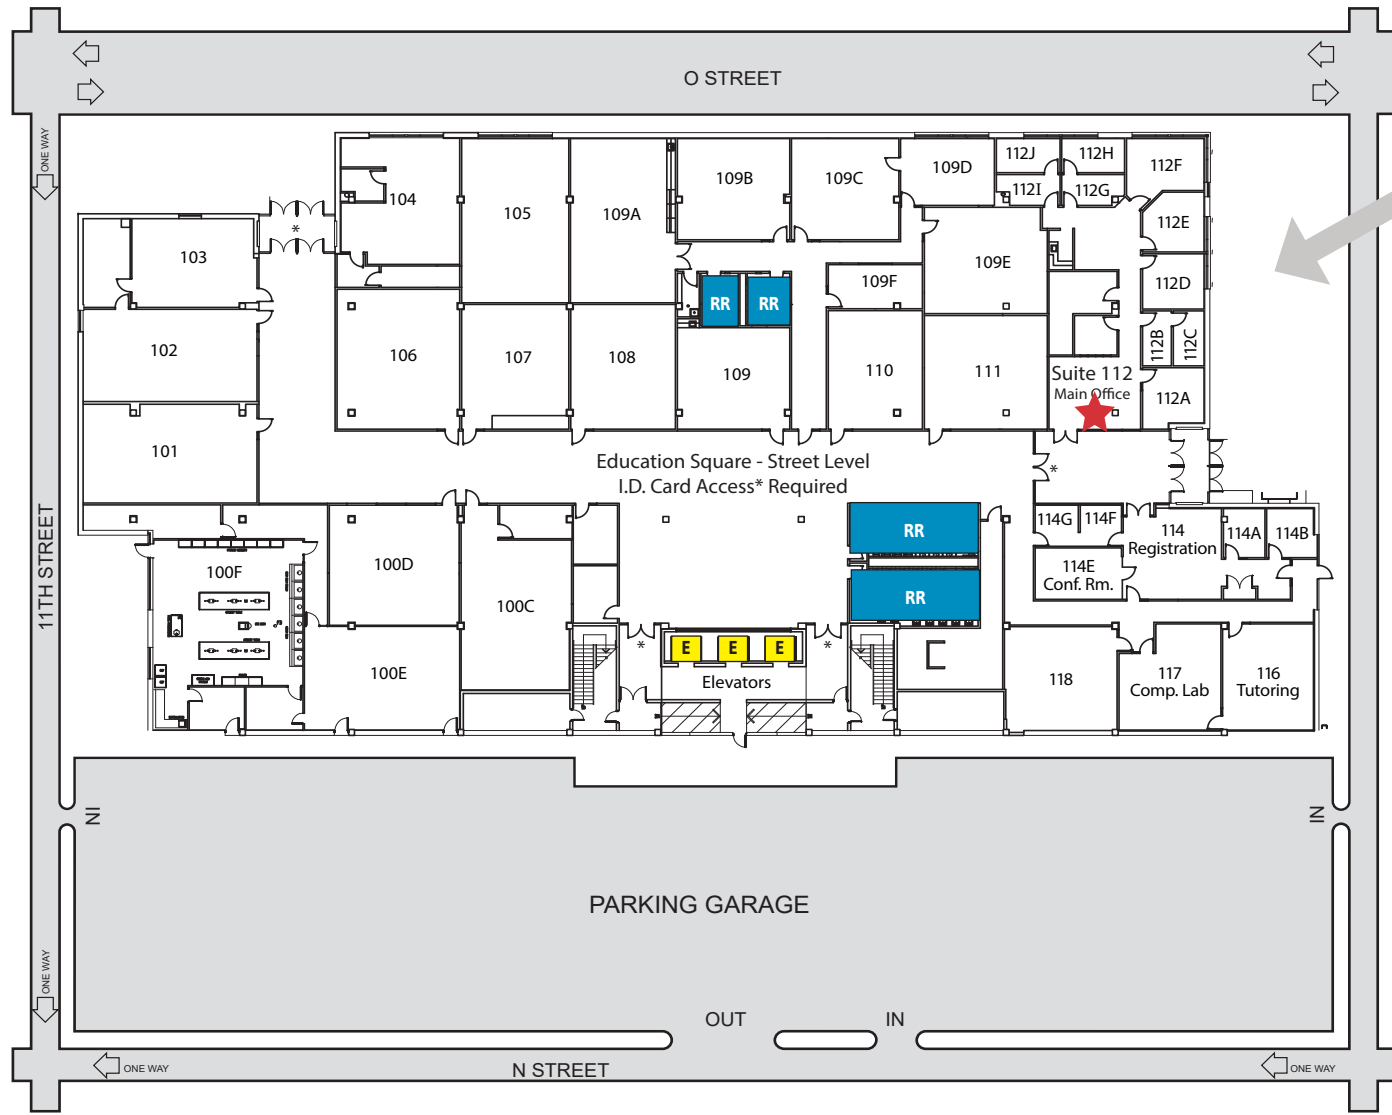 O STREET
ONE WAY
112J
112H
109B
109C
109D
112F
112I
112G
104
105
109A
112E
103
109E
112D
109F
RR
RR
102
106
107
108
109
110
111
112B
112C
Suite 112
Main Office
112A
101
Education Square - Street Level
I.D. Card Access* Required
*
*
11TH STREET
114G
114F
114
Registration
114A
114B
RR
100F
100D
114E
Conf. Rm.
100C
RR
*
E
E
E
*
Elevators
100E
118
117
Comp. Lab
116
Tutoring
IN
IN
PARKING GARAGE
ONE WAY
OUT
IN
ONE WAY
N STREET
ONE WAY